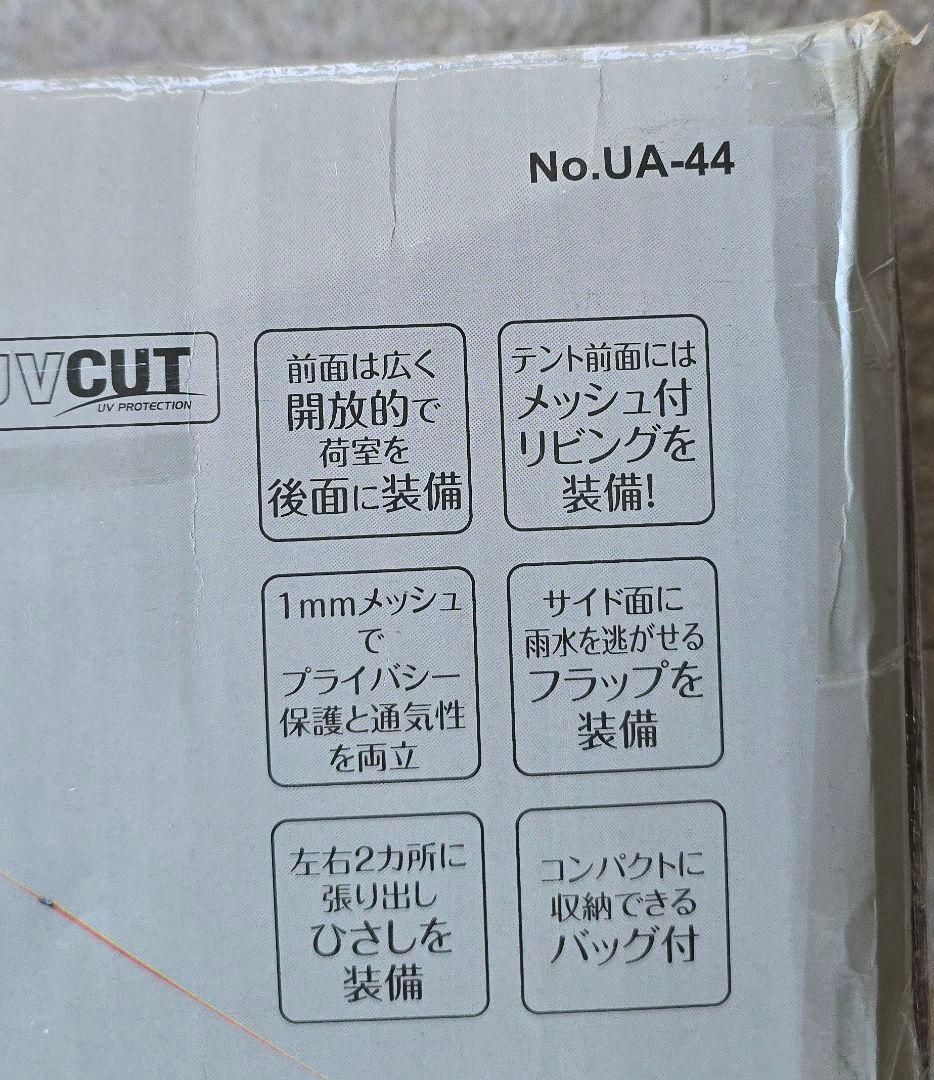 No.UA-44
UVCUT
UV PROTECTION
前面は広く
開放的で
荷室を
後面に装備
テント前面には
メッシュ付
リビングを
装備!
1mmメッシュ
で
プライバシー
保護と通気性
を両立
サイド面に
雨水を逃がせる
フラップを
装備
左右2カ所に
張り出し
ひさしを
装備
コンパクトに
収納できる
バッグ付